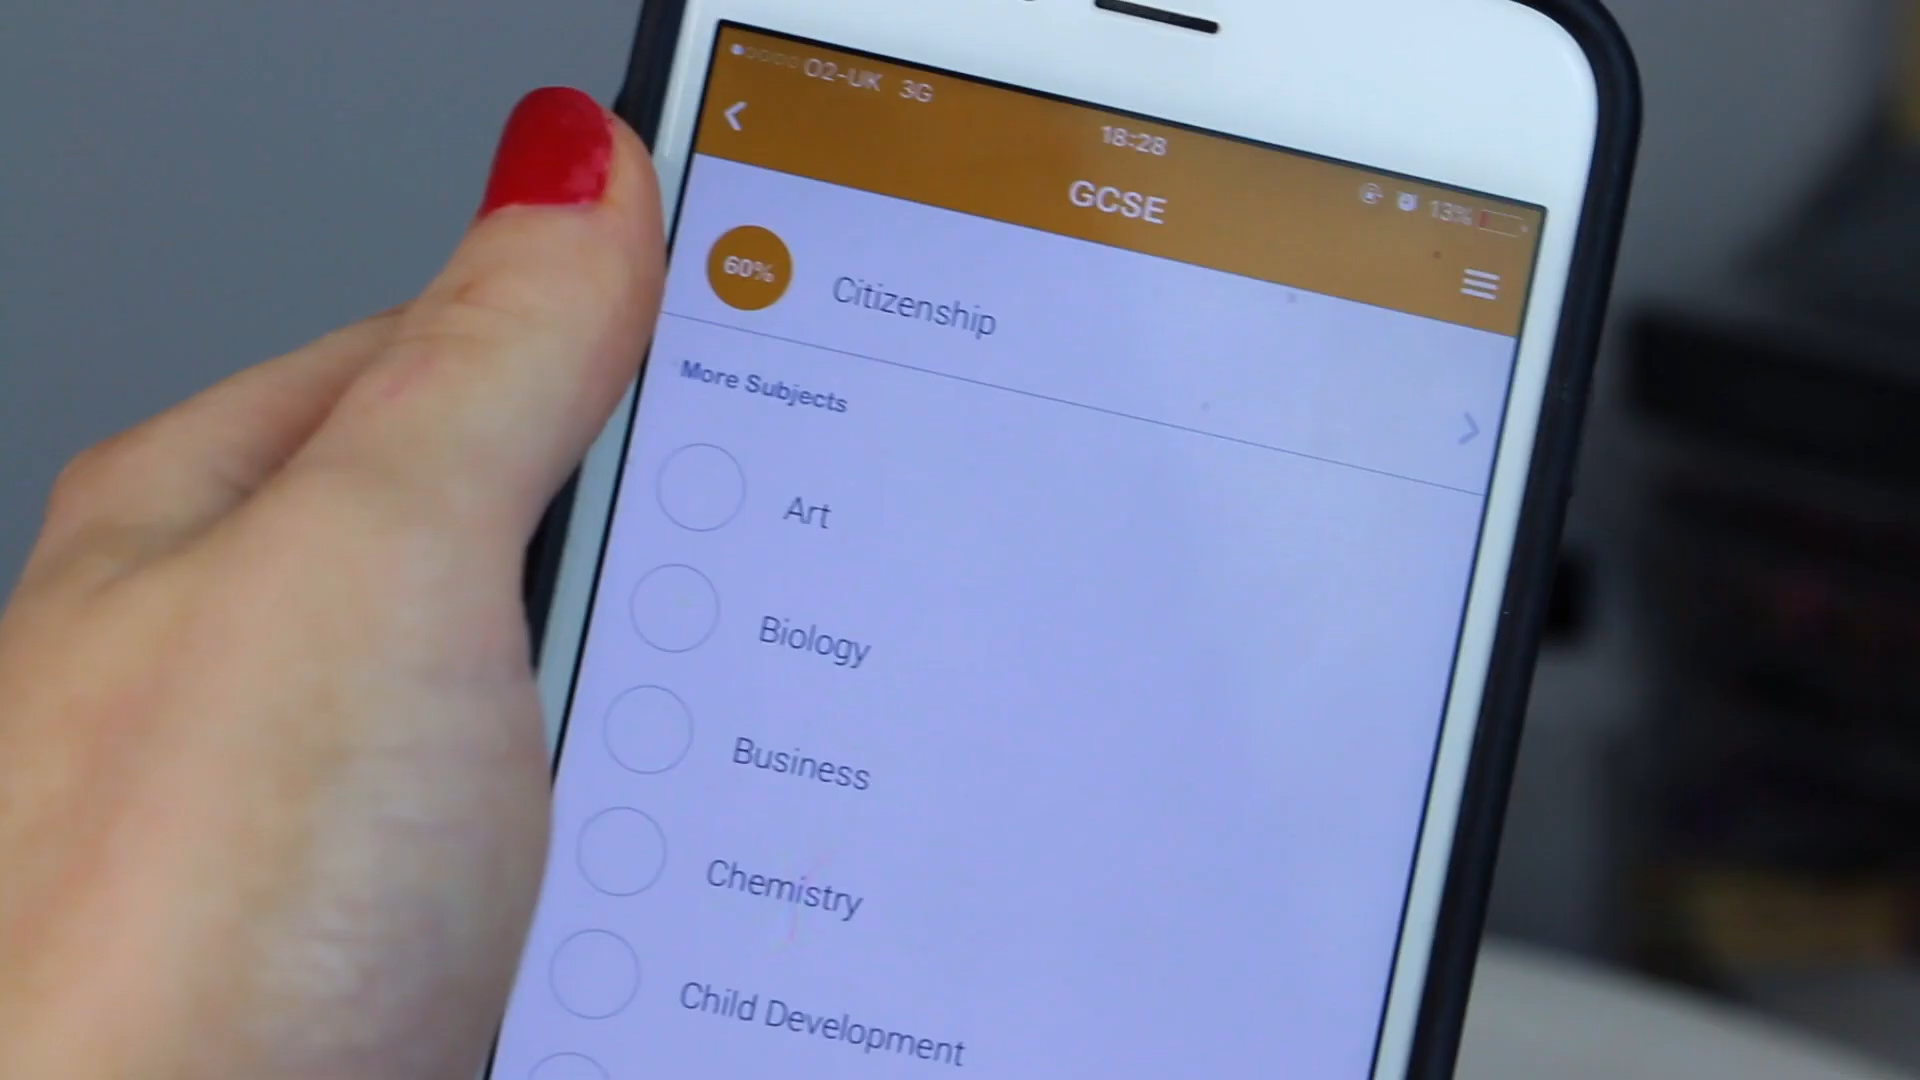 O2-UK 3G
18:28
13%
GCSE
60%
Citizenship
More Subjects
Art
Biology
Business
Chemistry
Child Development